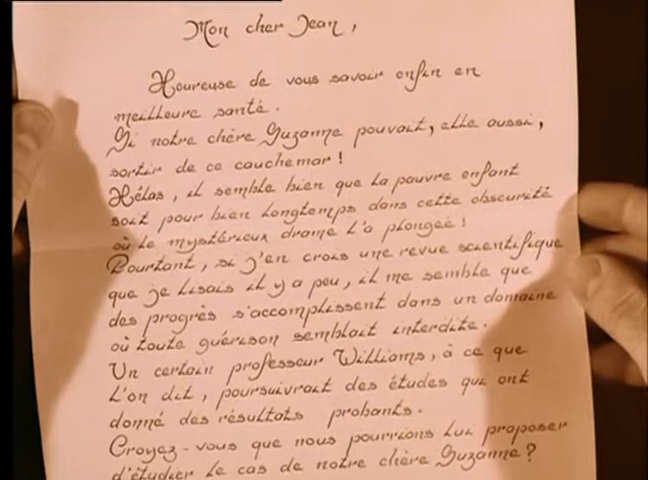 Mon cher Jean,
Heureuse de vous savoir enfin en
meilleure santé.
Si notre chère Suzanne pouvait, elle aussi,
sortir de ce cauchemar !
Hélas, il semble bien que la pauvre enfant
soit pour bien longtemps dans cette obscurité
où le mystérieux drame l'a plongée !
Pourtant, si j'en crois une revue scientifique
que je lisais il y a peu, il me semble que
des progrès s'accomplissent dans un domaine
où toute guérison semblait interdite.
Un certain professeur Williams, à ce que
l'on dit, poursuivrait des études qui ont
donné des résultats probants.
Croyez-vous que nous pourrions lui proposer
d'étudier le cas de notre chère Suzanne ?